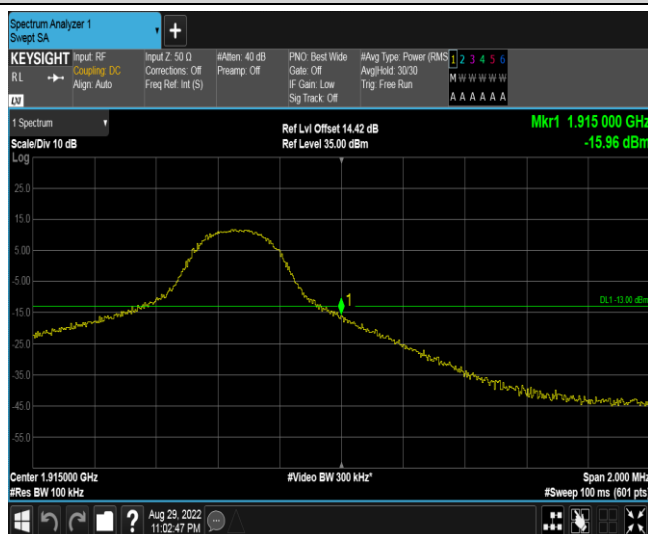 Spectrum Analyzer 1
Swept SA
+
KEYSIGHT
RL
LXI
Input: RF
Coupling: DC
Align: Auto
Input Z: 50 Ω
Corrections: Off
Freq Ref: Int (S)
#Atten: 40 dB
Preamp: Off
PNO: Best Wide
Gate: Off
IF Gain: Low
Sig Track: Off
#Avg Type: Power (RMS
Avg|Hold: 30/30
Trig: Free Run
1 2 3 4 5 6
M W W W W W
A A A A A A
1 Spectrum
Scale/Div 10 dB
Ref Lvl Offset 14.42 dB
Ref Level 35.00 dBm
Mkr1 1.915 000 GHz
-15.96 dBm
Log
25.0
15.0
5.00
-5.00
1
DL1 -13.00 dBm
-15.0
-25.0
-35.0
-45.0
-55.0
Center 1.915000 GHz
#Res BW 100 kHz
#Video BW 300 kHz*
Span 2.000 MHz
#Sweep 100 ms (601 pts)
?
Aug 29, 2022
11:02:47 PM